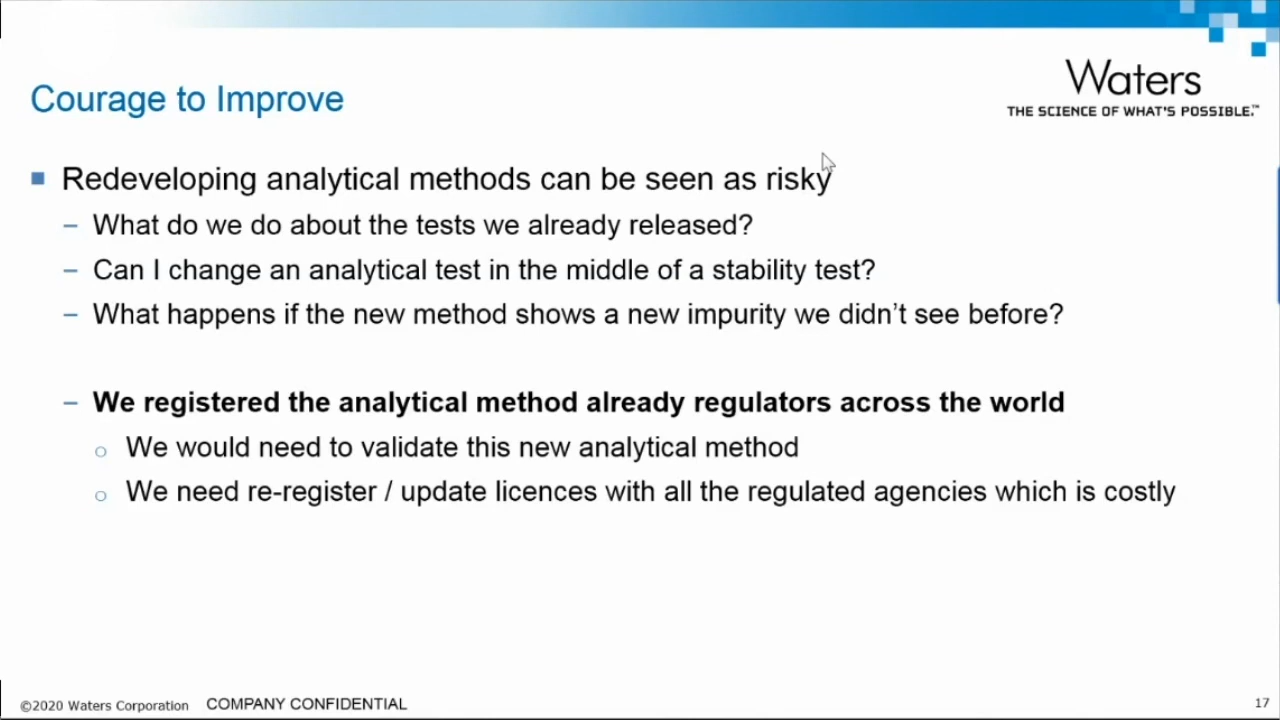 Waters
THE SCIENCE OF WHAT'S POSSIBLE.™
Courage to Improve
Redeveloping analytical methods can be seen as risky
– What do we do about the tests we already released?
– Can I change an analytical test in the middle of a stability test?
– What happens if the new method shows a new impurity we didn't see before?
– We registered the analytical method already regulators across the world
o We would need to validate this new analytical method
o We need re-register / update licences with all the regulated agencies which is costly
©2020 Waters Corporation COMPANY CONFIDENTIAL 17